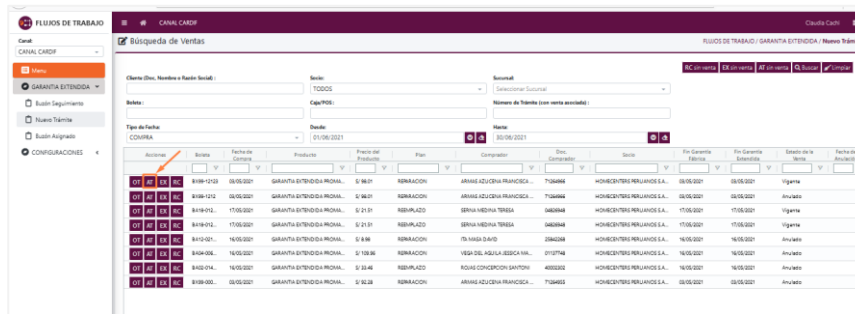 FLUJOS DE TRABAJO
CANAL CARDIF
Claudia Cachi
Canal:
CANAL CARDIF
Menu
GARANTIA EXTENDIDA
Buzón Seguimiento
Nuevo Trámite
Buzón Asignado
CONFIGURACIONES
Búsqueda de Ventas
FLUJOS DE TRABAJO / GARANTIA EXTENDIDA / Nuevo Trám
RC sin venta EX sin venta AT sin venta Buscar Limpiar
Cliente (Doc, Nombre o Razón Social) : Socio: Sucursal:
TODOS Seleccionar Sucursal
Boleta : Caja/POS : Número de Trámite (con venta asociada) :
Tipo de Fecha: Desde: Hasta:
COMPRA 01/06/2021 30/06/2021
Acciones Boleta Fecha de Compra Producto Precio del Producto Plan Comprador Doc. Comprador Socio Fin Garantía Fábrica Fin Garantía Extendida Estado de la Venta Fecha de Anulació
OT AT EX RC 03/05/2021 GARANTIA EXTENDIDA PROMA... S/ 99.01 REPARACION ARMAS AZUCENA FRANCISCA ... HOMECENTERS PERUANOS S.A... 03/05/2021 03/05/2021 Vigente
OT AT EX RC 03/05/2021 GARANTIA EXTENDIDA PROMA... S/ 99.01 REPARACION ARMAS AZUCENA FRANCISCA ... HOMECENTERS PERUANOS S.A... 03/05/2021 03/05/2021 Anulado
OT AT EX RC 17/05/2021 GARANTIA EXTENDIDA PROMA... S/ 21.51 REEMPLAZO SERNA MEDINA TERESA HOMECENTERS PERUANOS S.A... 17/05/2021 17/05/2021 Vigente
OT AT EX RC 17/05/2021 GARANTIA EXTENDIDA PROMA... S/ 21.51 REEMPLAZO SERNA MEDINA TERESA HOMECENTERS PERUANOS S.A... 17/05/2021 17/05/2021 Vigente
OT AT EX RC 16/05/2021 GARANTIA EXTENDIDA PROMA... REPARACION HOMECENTERS PERUANOS S.A... 16/05/2021 16/05/2021 Anulado
OT AT EX RC 16/05/2021 GARANTIA EXTENDIDA PROMA... REPARACION VEGA DEL AGUILA JESSICA MA... HOMECENTERS PERUANOS S.A... 16/05/2021 16/05/2021 Anulado
OT AT EX RC 16/05/2021 GARANTIA EXTENDIDA PROMA... REEMPLAZO ROJAS CONCEPCION SANTONI HOMECENTERS PERUANOS S.A... 16/05/2021 16/05/2021 Anulado
OT AT EX RC 03/05/2021 GARANTIA EXTENDIDA PROMA... REPARACION ARMAS AZUCENA FRANCISCA ... HOMECENTERS PERUANOS S.A... 03/05/2021 03/05/2021 Anulado